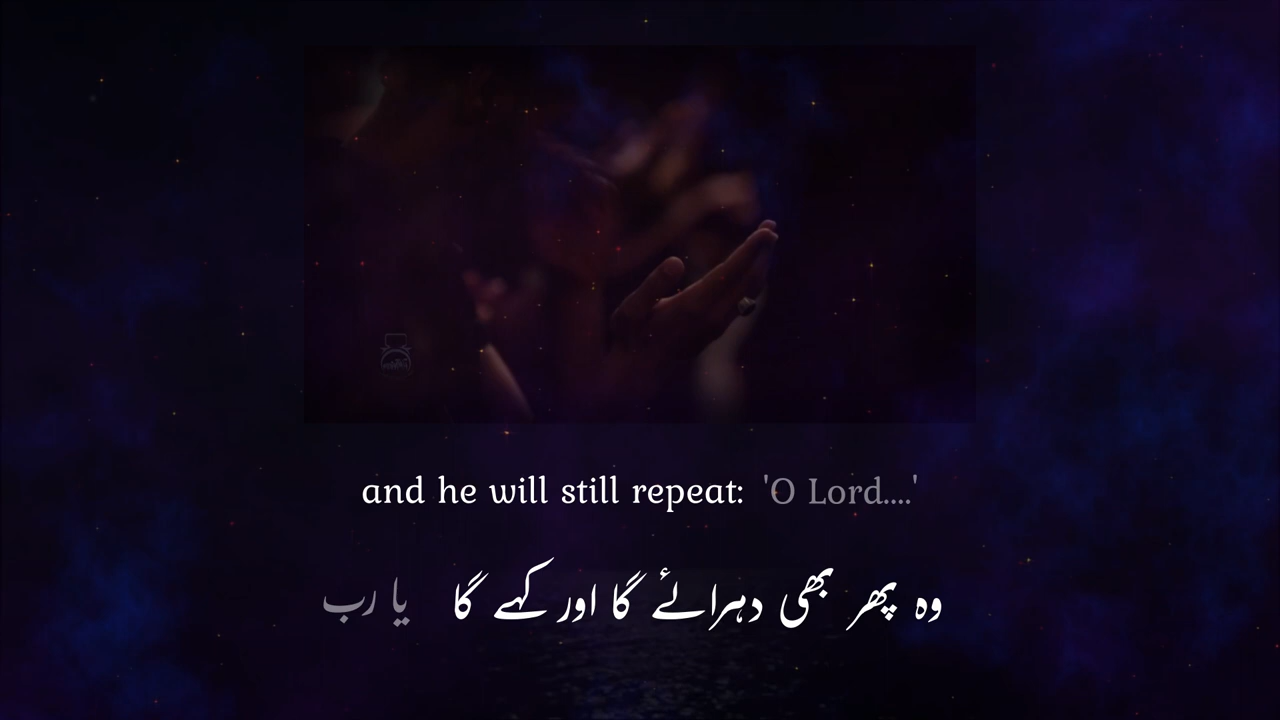 and he will still repeat: 'O Lord....'
وہ پھر بھی دہرائے گا اور کہے گا یا رب